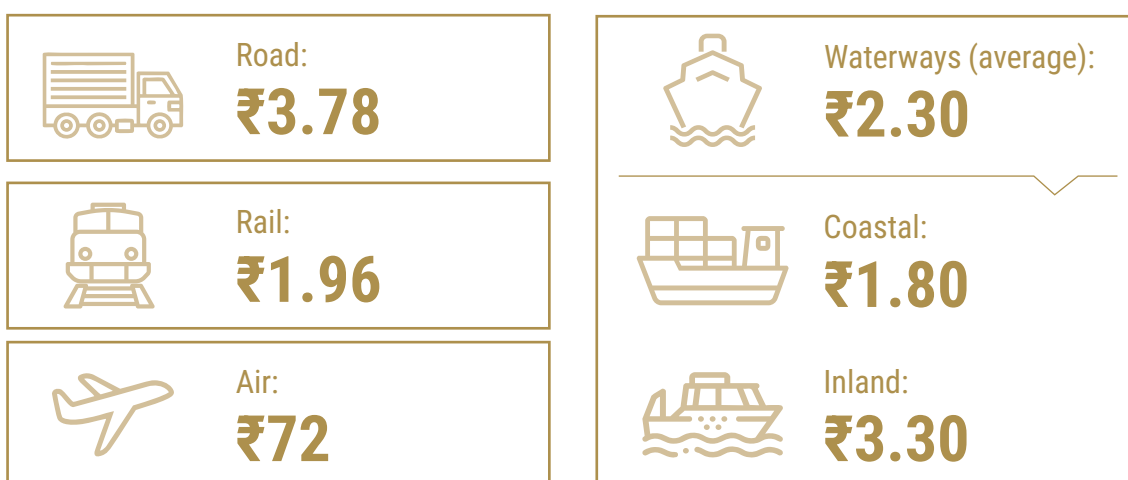 Road:
₹3.78
Rail:
₹1.96
Air:
₹72
Waterways (average):
₹2.30
Coastal:
₹1.80
Inland:
₹3.30